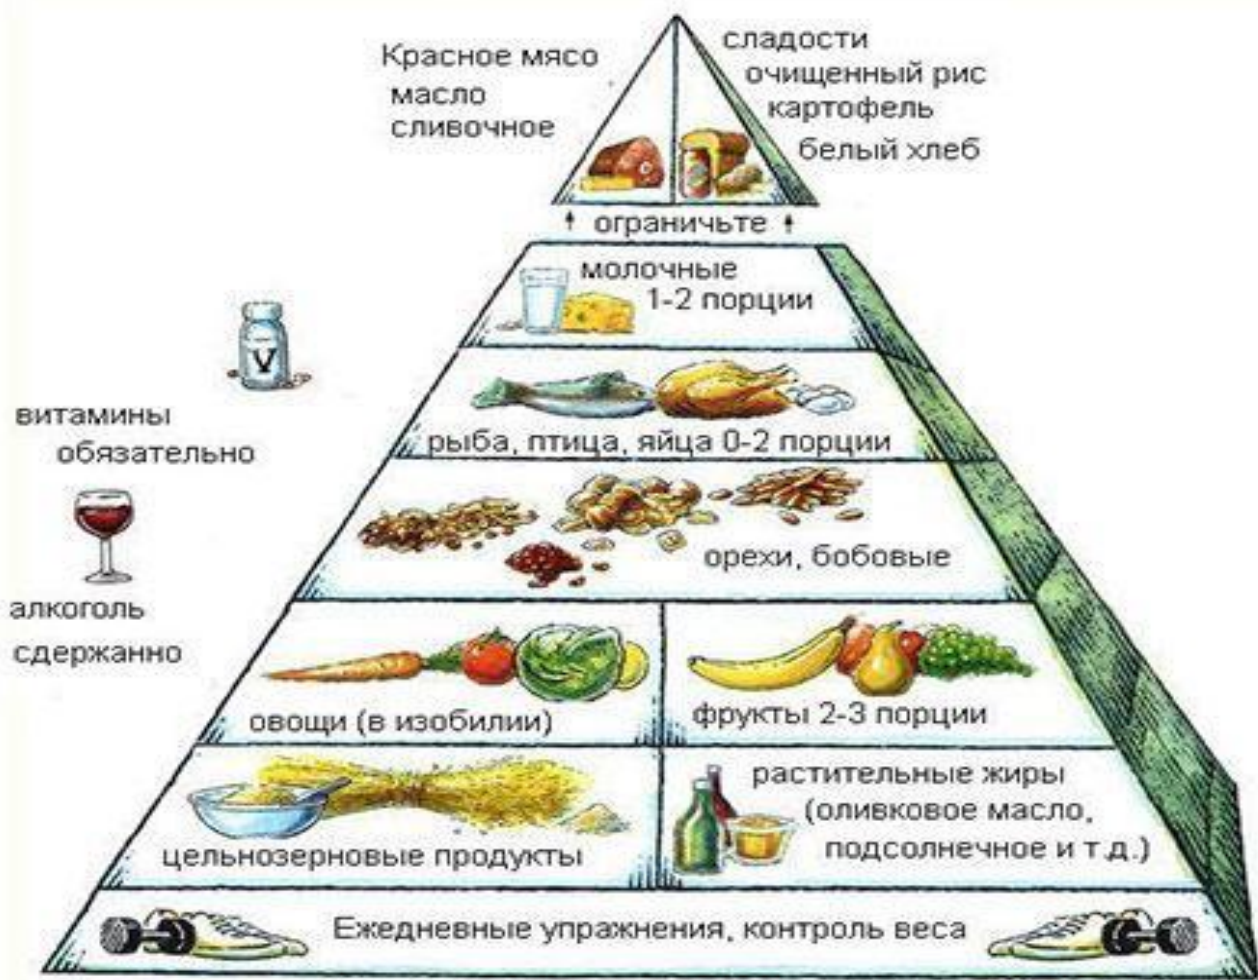 Красное мясо
масло
сливочное
сладости
очищенный рис
картофель
белый хлеб
ограничьте
молочные
1-2 порции
V
витамины
обязательно
рыба, птица, яйца 0-2 порции
орехи, бобовые
алкоголь
сдержанно
овощи (в изобилии)
фрукты 2-3 порции
цельнозерновые продукты
растительные жиры
(оливковое масло,
подсолнечное и т.д.)
Ежедневные упражнения, контроль веса